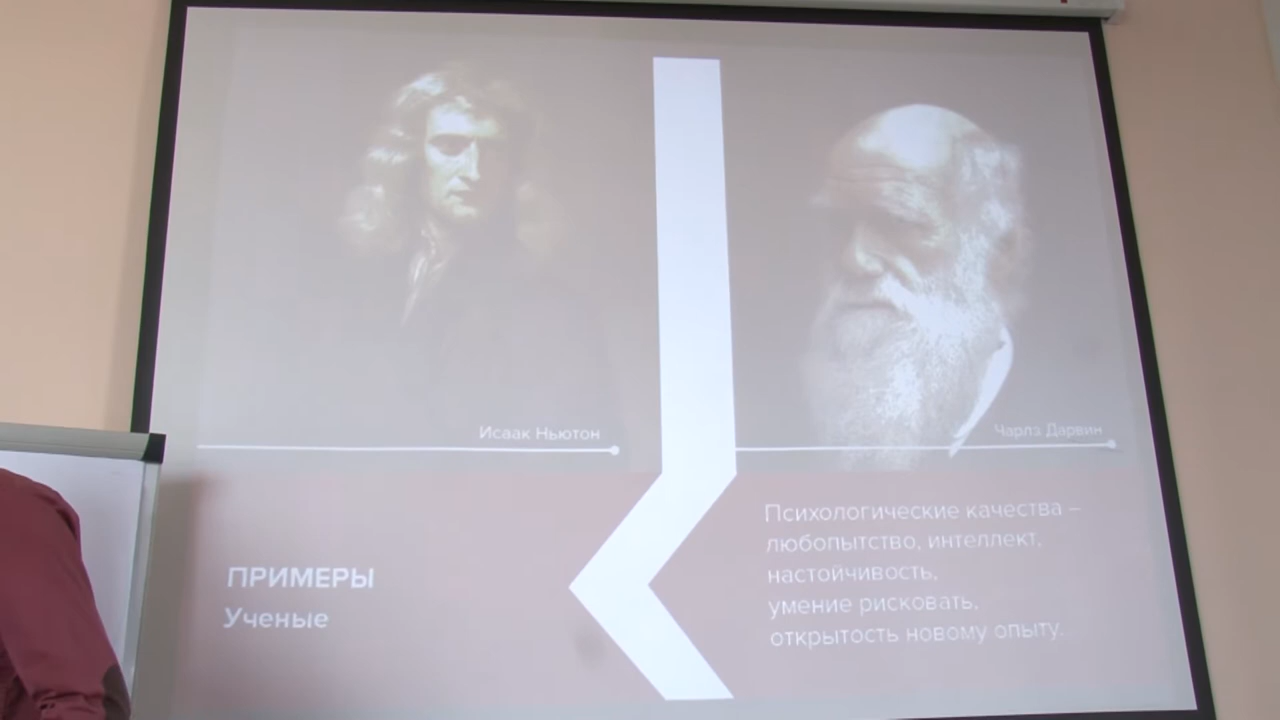 Исаак Ньютон
Чарлз Дарвин
ПРИМЕРЫ
Ученые
Психологические качества –
любопытство, интеллект,
настойчивость,
умение рисковать,
открытость новому опыту.